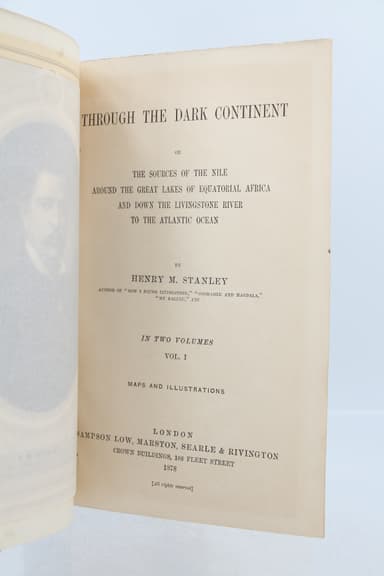 THROUGH THE DARK CONTINENT
OR
THE SOURCES OF THE NILE
AROUND THE GREAT LAKES OF EQUATORIAL AFRICA
AND DOWN THE LIVINGSTONE RIVER
TO THE ATLANTIC OCEAN
BY
HENRY M. STANLEY
AUTHOR OF "HOW I FOUND LIVINGSTONE," "COOMASSIE AND MAGDALA,"
"MY KALULU," ETC
IN TWO VOLUMES
VOL. I
MAPS AND ILLUSTRATIONS
LONDON
SAMPSON LOW, MARSTON, SEARLE & RIVINGTON
CROWN BUILDINGS, 188 FLEET STREET
1878
[All rights reserved]